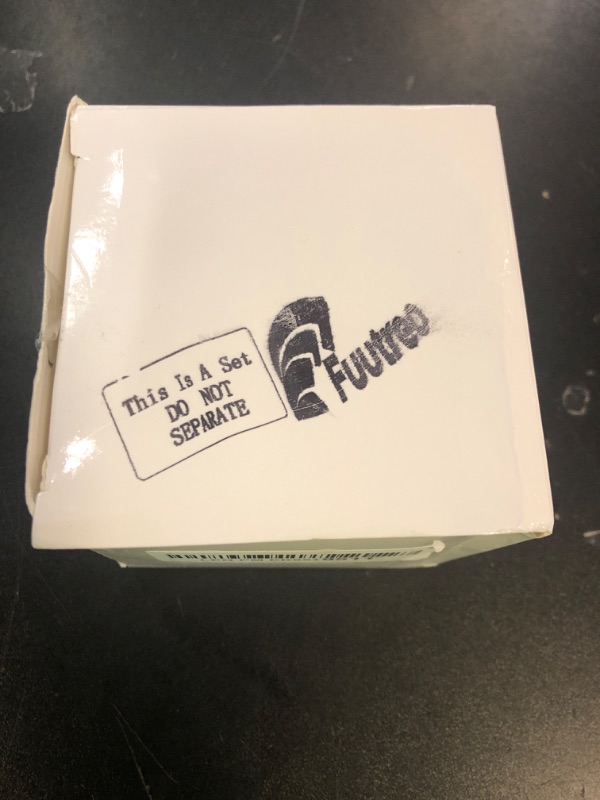 This Is A Set
DO NOT
SEPARATE
Fuutreo